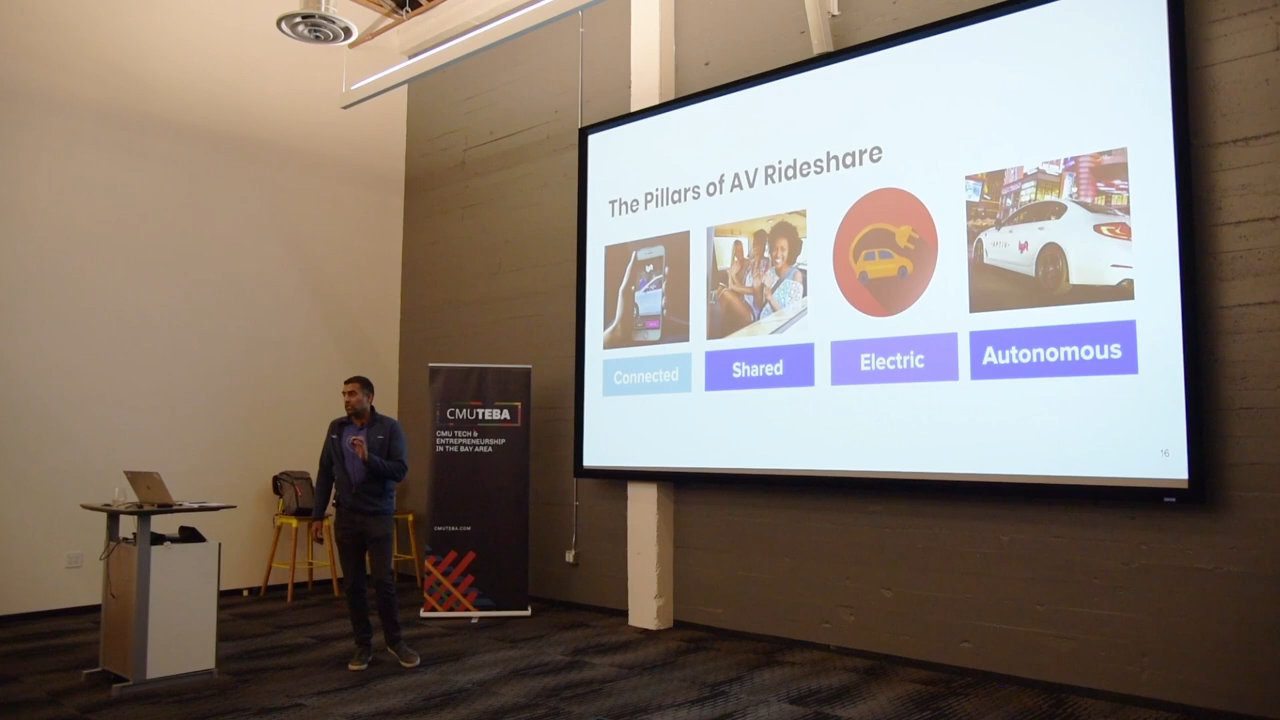 The Pillars of AV Rideshare
Connected
Shared
Electric
Autonomous
16
CMUTEBA
CMU TECH &
ENTREPRENEURSHIP
IN THE BAY AREA
CMUTEBA.COM